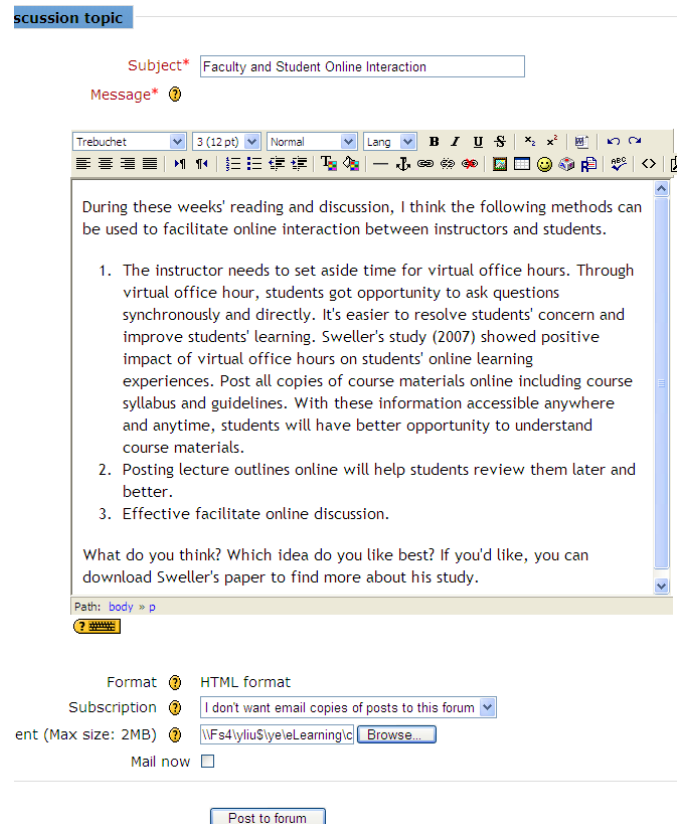 scussion topic
Subject* Faculty and Student Online Interaction
Message*
Trebuchet 3 (12 pt) Normal Lang B I U S x₂ x²
During these weeks' reading and discussion, I think the following methods can
be used to facilitate online interaction between instructors and students.
1. The instructor needs to set aside time for virtual office hours. Through
virtual office hour, students got opportunity to ask questions
synchronously and directly. It's easier to resolve students' concern and
improve students' learning. Sweller's study (2007) showed positive
impact of virtual office hours on students' online learning
experiences. Post all copies of course materials online including course
syllabus and guidelines. With these information accessible anywhere
and anytime, students will have better opportunity to understand
course materials.
2. Posting lecture outlines online will help students review them later and
better.
3. Effective facilitate online discussion.
What do you think? Which idea do you like best? If you'd like, you can
download Sweller's paper to find more about his study.
Path: body » p
?
Format HTML format
Subscription I don't want email copies of posts to this forum
ent (Max size: 2MB) \\Fs4\yliu$\ye\eLearning\c Browse...
Mail now
Post to forum